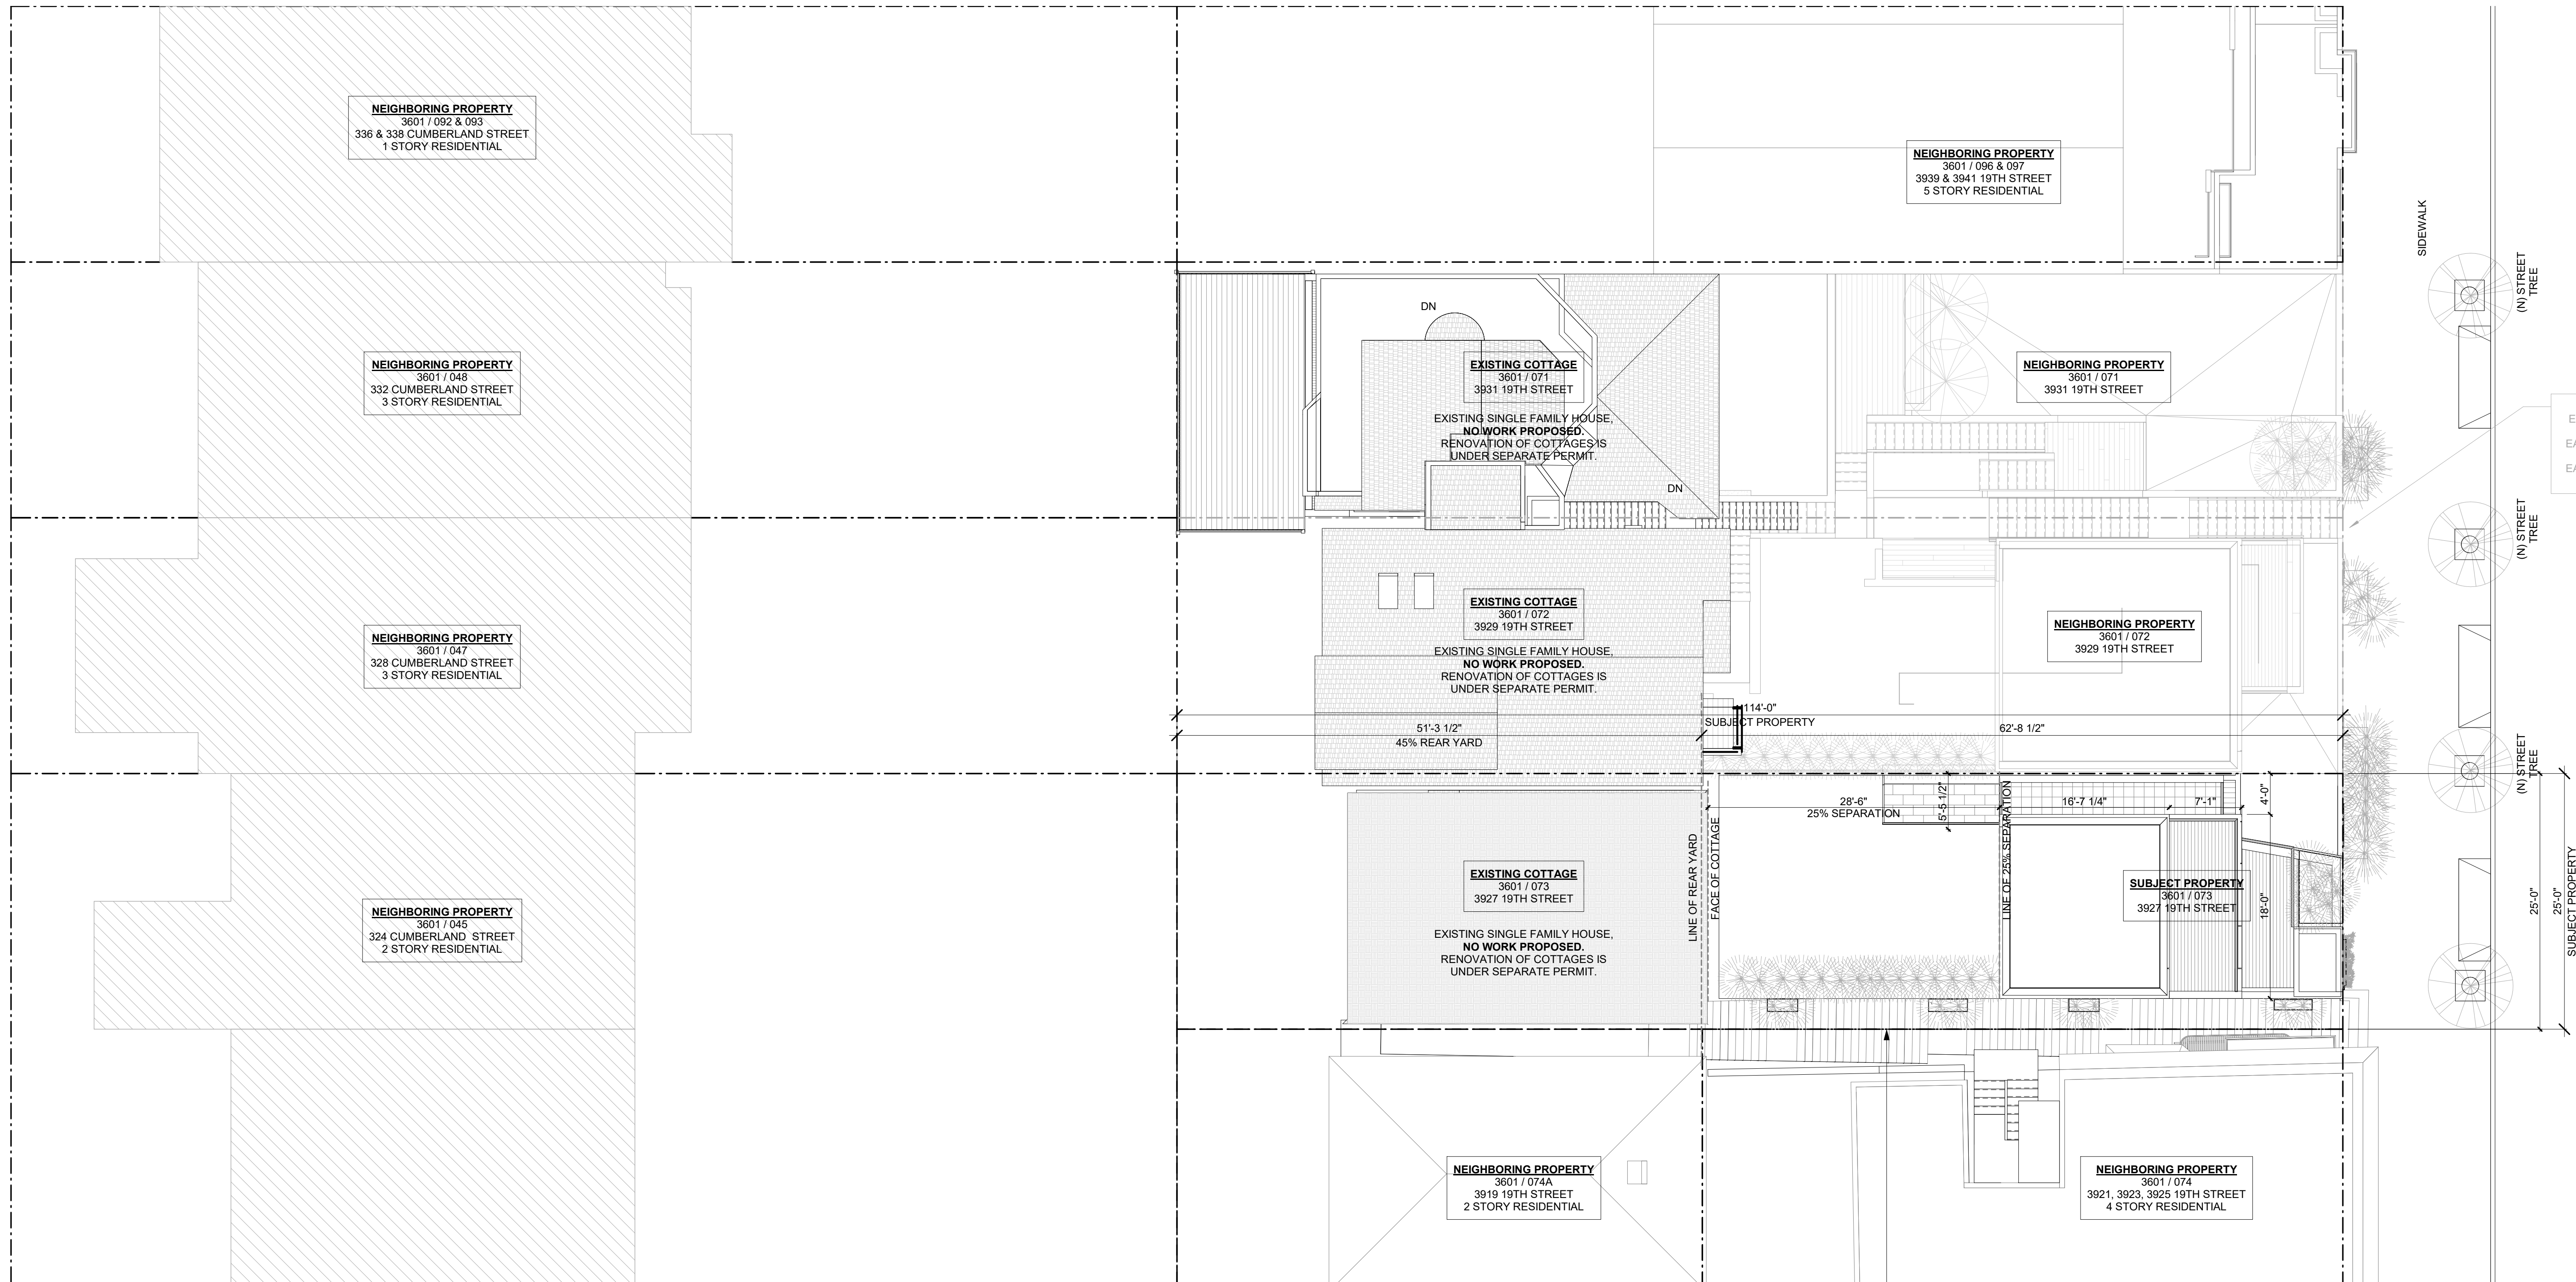 NEIGHBORING PROPERTY
3601 / 092 & 093
336 & 338 CUMBERLAND STREET
1 STORY RESIDENTIAL
NEIGHBORING PROPERTY
3601 / 096 & 097
3939 & 3941 19TH STREET
5 STORY RESIDENTIAL
SIDEWALK
(N) STREET
TREE
DN
NEIGHBORING PROPERTY
3601 / 048
332 CUMBERLAND STREET
3 STORY RESIDENTIAL
EXISTING COTTAGE
3601 / 071
3931 19TH STREET
EXISTING SINGLE FAMILY HOUSE,
NO WORK PROPOSED.
RENOVATION OF COTTAGES IS
UNDER SEPARATE PERMIT.
DN
NEIGHBORING PROPERTY
3601 / 071
3931 19TH STREET
E
EA
EA
(N) STREET
TREE
NEIGHBORING PROPERTY
3601 / 047
328 CUMBERLAND STREET
3 STORY RESIDENTIAL
EXISTING COTTAGE
3601 / 072
3929 19TH STREET
EXISTING SINGLE FAMILY HOUSE,
NO WORK PROPOSED.
RENOVATION OF COTTAGES IS
UNDER SEPARATE PERMIT.
NEIGHBORING PROPERTY
3601 / 072
3929 19TH STREET
114'-0"
SUBJECT PROPERTY
51'-3 1/2"
45% REAR YARD
62'-8 1/2"
(N) STREET
TREE
28'-6"
25% SEPARATION
5'-5 1/2"
16'-7 1/4"
7'-1"
4'-0"
LINE OF REAR YARD
FACE OF COTTAGE
LINE OF 25% SEPARATION
EXISTING COTTAGE
3601 / 073
3927 19TH STREET
EXISTING SINGLE FAMILY HOUSE,
NO WORK PROPOSED.
RENOVATION OF COTTAGES IS
UNDER SEPARATE PERMIT.
SUBJECT PROPERTY
3601 / 073
3927 19TH STREET
18'-0"
25'-0"
25'-0"
SUBJECT PROPERTY
NEIGHBORING PROPERTY
3601 / 045
324 CUMBERLAND STREET
2 STORY RESIDENTIAL
NEIGHBORING PROPERTY
3601 / 074A
3919 19TH STREET
2 STORY RESIDENTIAL
NEIGHBORING PROPERTY
3601 / 074
3921, 3923, 3925 19TH STREET
4 STORY RESIDENTIAL